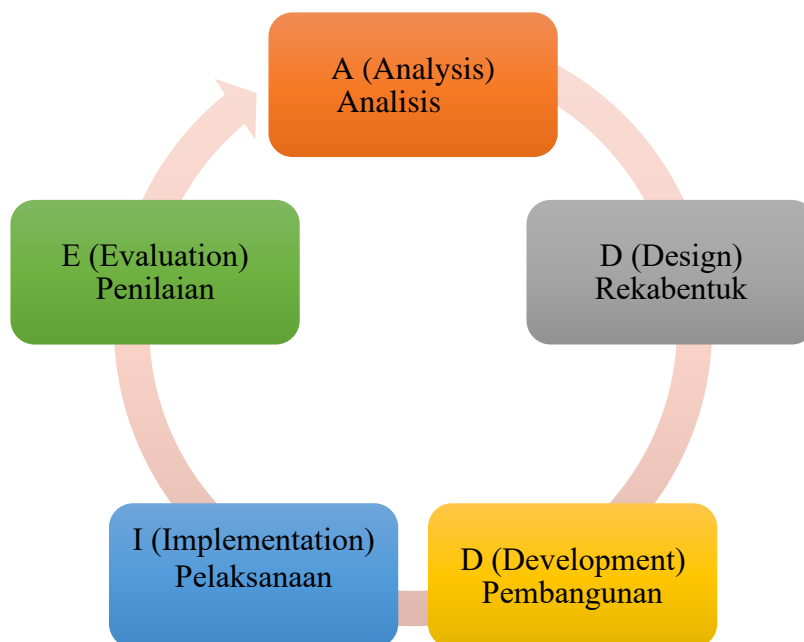 A (Analysis)
Analisis
D (Design)
Rekabentuk
D (Development)
Pembangunan
I (Implementation)
Pelaksanaan
E (Evaluation)
Penilaian